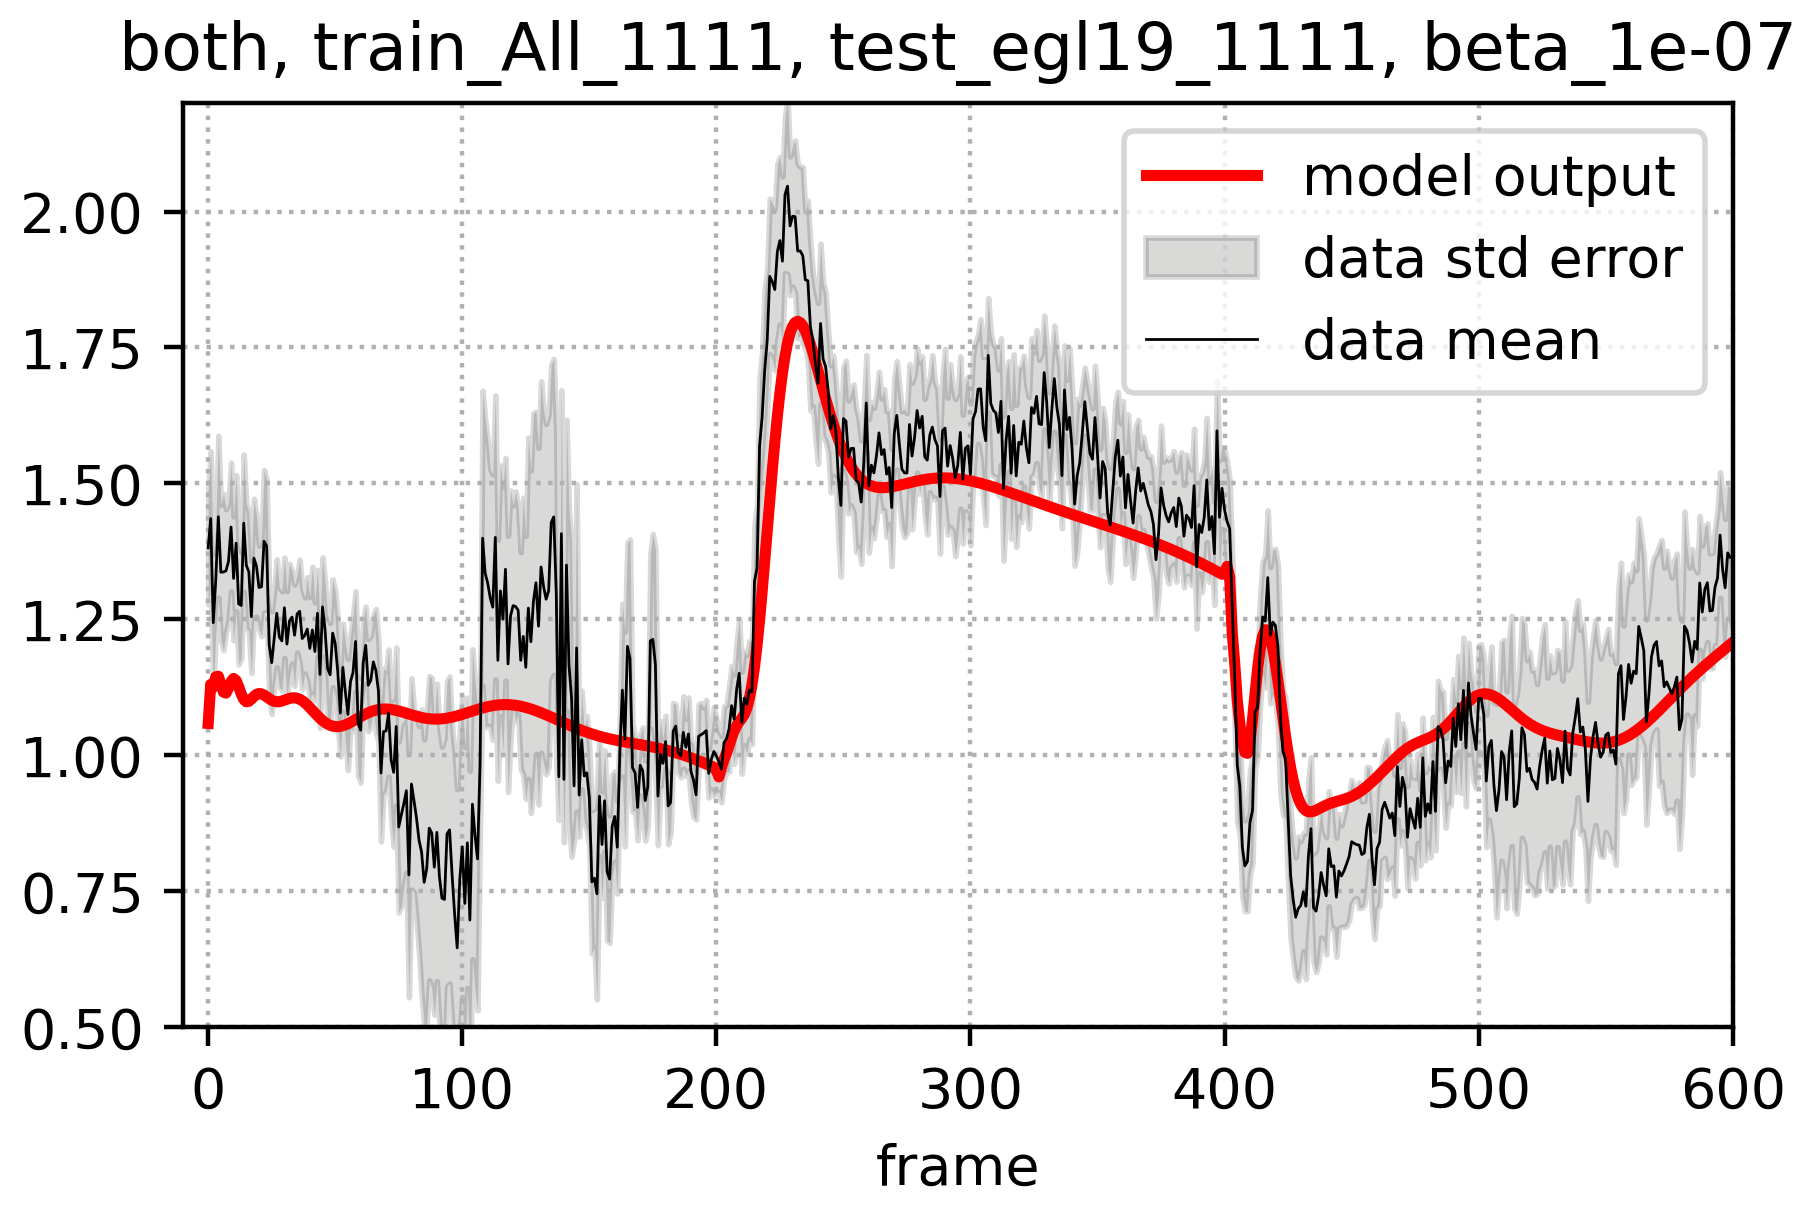 both, train_All_1111, test_egl19_1111, beta_1e-07
model output
data std error
data mean
2.00
1.75
1.50
1.25
1.00
0.75
0.50
0 100 200 300 400 500 600
frame